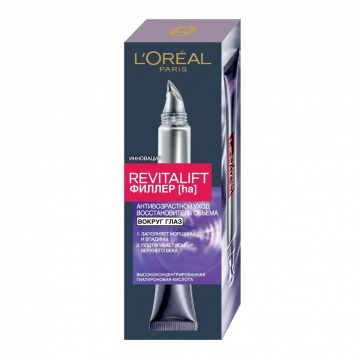 L'ORÉAL
PARIS
ИННОВАЦИЯ
REVITALIFT
ФИЛЛЕР [ha]
АНТИВОЗРАСТНОЙ УХОД
ВОССТАНОВИТЕЛЬ ОБЪЕМА
ВОКРУГ ГЛАЗ
1. ЗАПОЛНЯЕТ МОРЩИНЫ
И ВПАДИНЫ
2. ПОДТЯГИВАЕТ КОНТУР
ВЕРХНЕГО ВЕКА
ВЫСОКОКОНЦЕНТРИРОВАННАЯ
ГИАЛУРОНОВАЯ КИСЛОТА